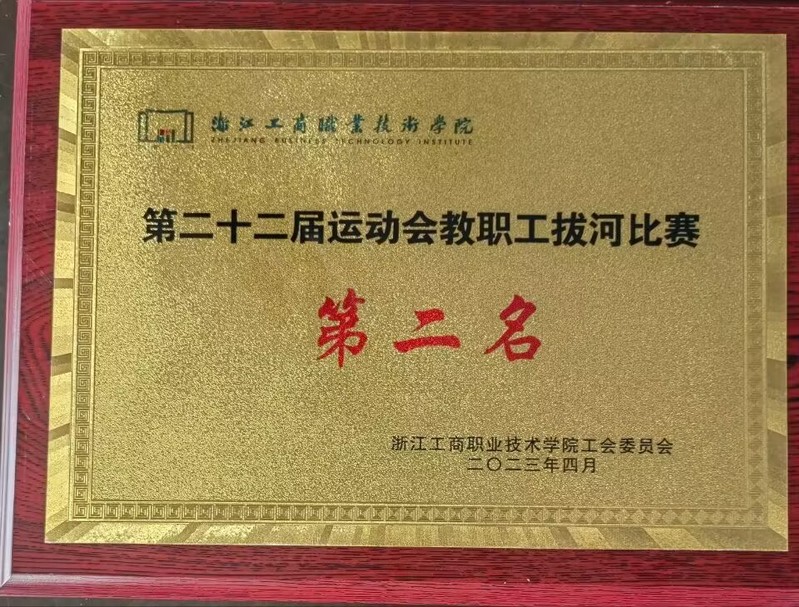 浙江工商職業技術學院
ZHEJIANG BUSINESS TECHNOLOGY INSTITUTE
第二十二届运动会教职工拔河比赛
第二名
浙江工商职业技术学院工会委员会
二〇二三年四月